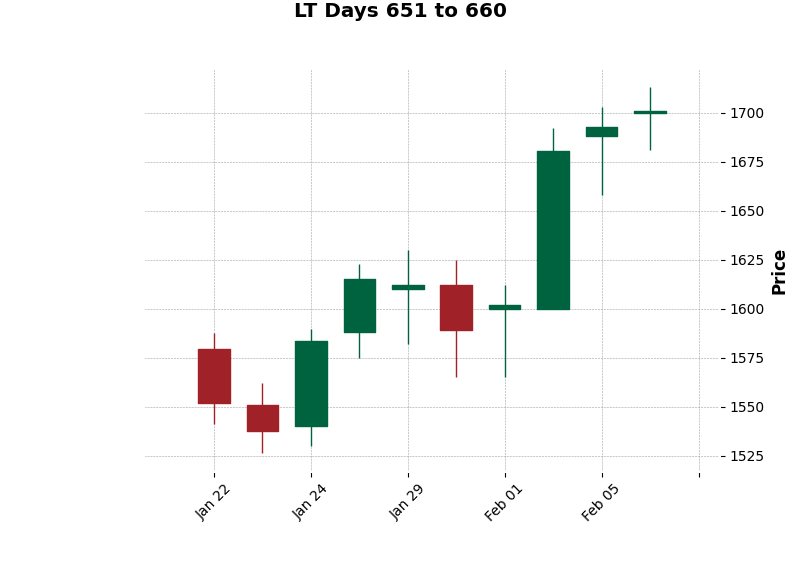 LT Days 651 to 660
1700
1675
1650
1625
1600
1575
1550
1525
Price
Jan 22
Jan 24
Jan 29
Feb 01
Feb 05